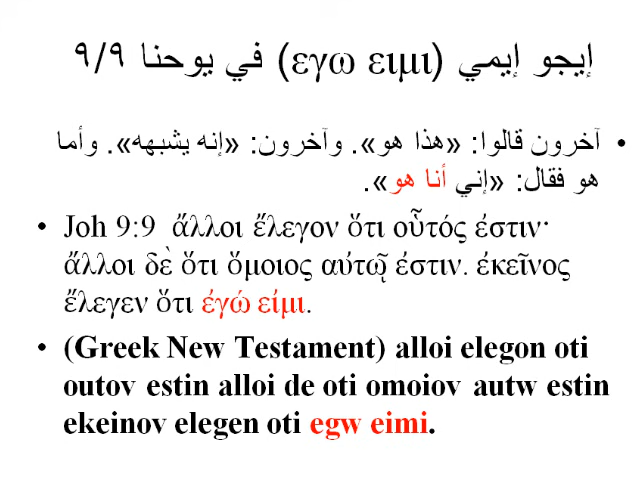 إيجو إيمي (εγω ειμι) في يوحنا ٩/٩
• آخرون قالوا: «هذا هو». وآخرون: «إنه يشبهه». وأما
هو فقال: «إني أنا هو».
• Joh 9:9 ἄλλοι ἔλεγον ὅτι οὗτός ἐστιν·
ἄλλοι δὲ ὅτι ὅμοιος αὐτῷ ἐστιν. ἐκεῖνος
ἔλεγεν ὅτι ἐγώ εἰμι.
• (Greek New Testament) alloi elegon oti
outov estin alloi de oti omoiov autw estin
ekeinov elegen oti egw eimi.